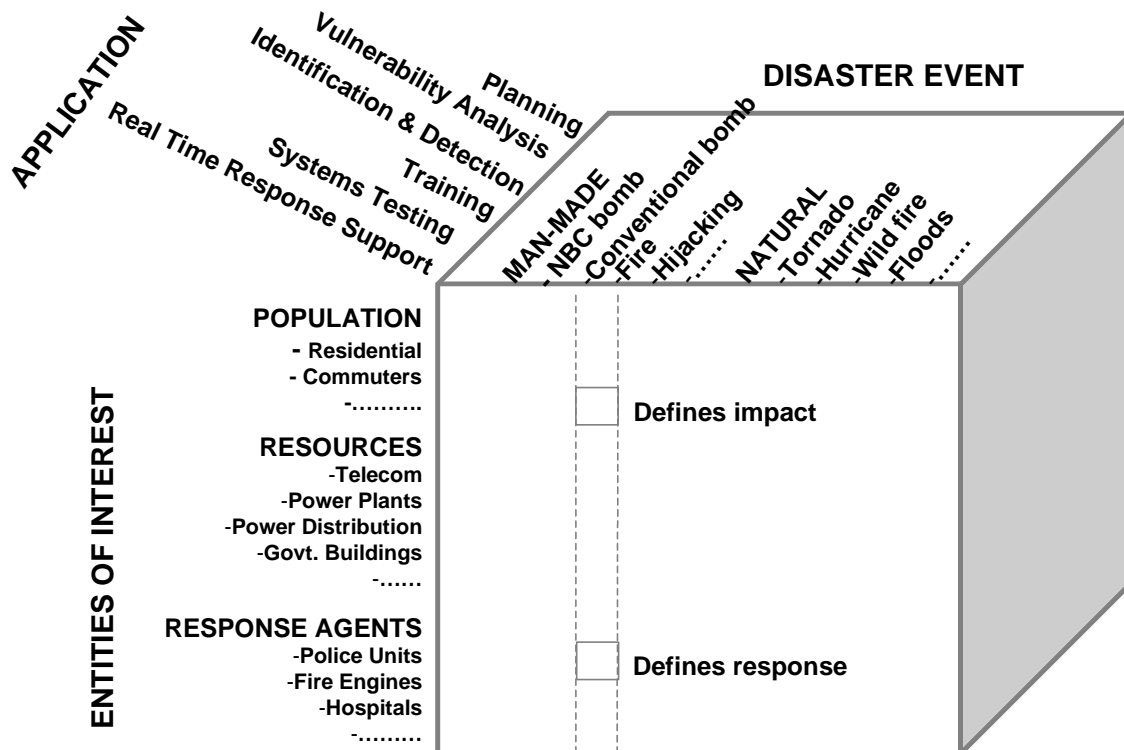 APPLICATION
Planning
Vulnerability Analysis
Identification & Detection
Training
Systems Testing
Real Time Response Support
DISASTER EVENT
MAN-MADE
- NBC bomb
-Conventional bomb
-Fire
-Hijacking
-……
NATURAL
-Tornado
-Hurricane
-Wild fire
-Floods
-……
ENTITIES OF INTEREST
POPULATION
- Residential
- Commuters
-……….
RESOURCES
-Telecom
-Power Plants
-Power Distribution
-Govt. Buildings
-……
RESPONSE AGENTS
-Police Units
-Fire Engines
-Hospitals
-………
Defines impact
Defines response